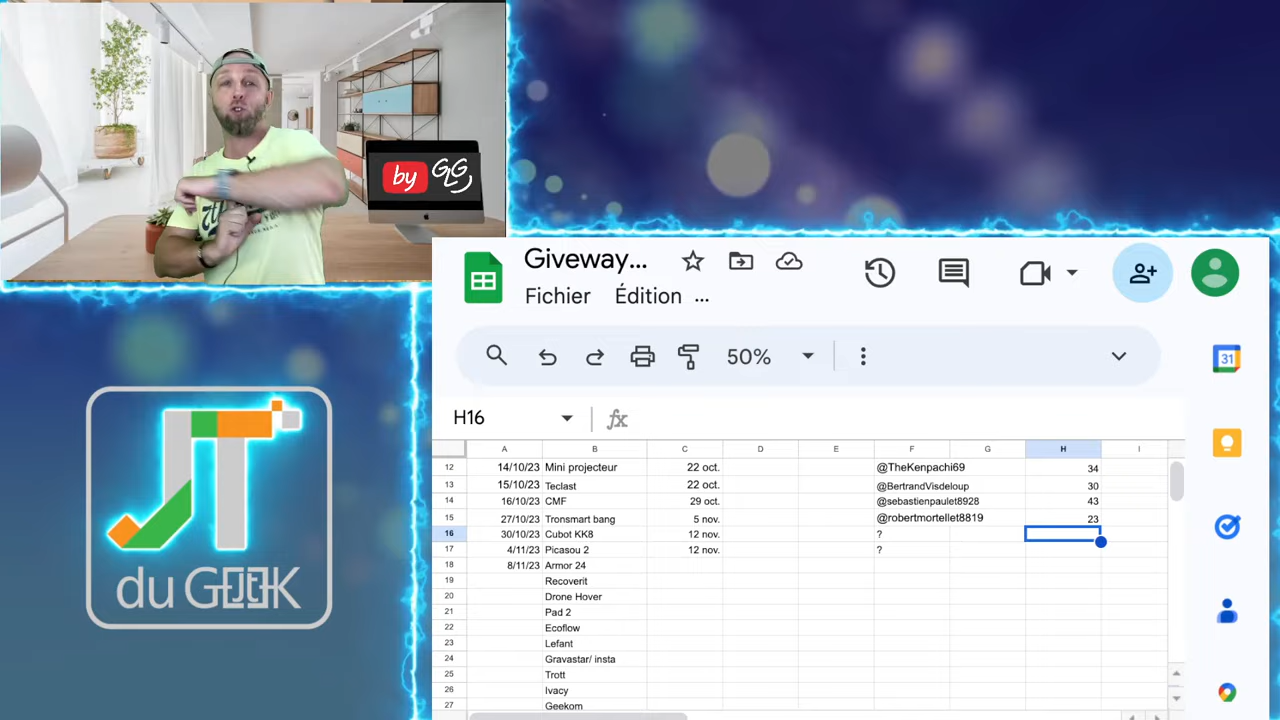 by GLG
Giveway...
Fichier Édition ...
50%
H16 fx
A B C D E F G H I
12 14/10/23 Mini projecteur 22 oct. @TheKenpachi69 34
13 15/10/23 Teclast 22 oct. @BertrandVisdeloup 30
14 16/10/23 CMF 29 oct. @sebastienpaulet8928 43
15 27/10/23 Tronsmart bang 5 nov. @robertmortellet8819 23
16 30/10/23 Cubot KK8 12 nov. ?
17 4/11/23 Picasou 2 12 nov. ?
18 8/11/23 Armor 24
19 Recoverit
20 Drone Hover
21 Pad 2
22 Ecoflow
23 Lefant
24 Gravastar/ insta
25 Trott
26 Ivacy
27 Geekom
31
JT
du GEEK